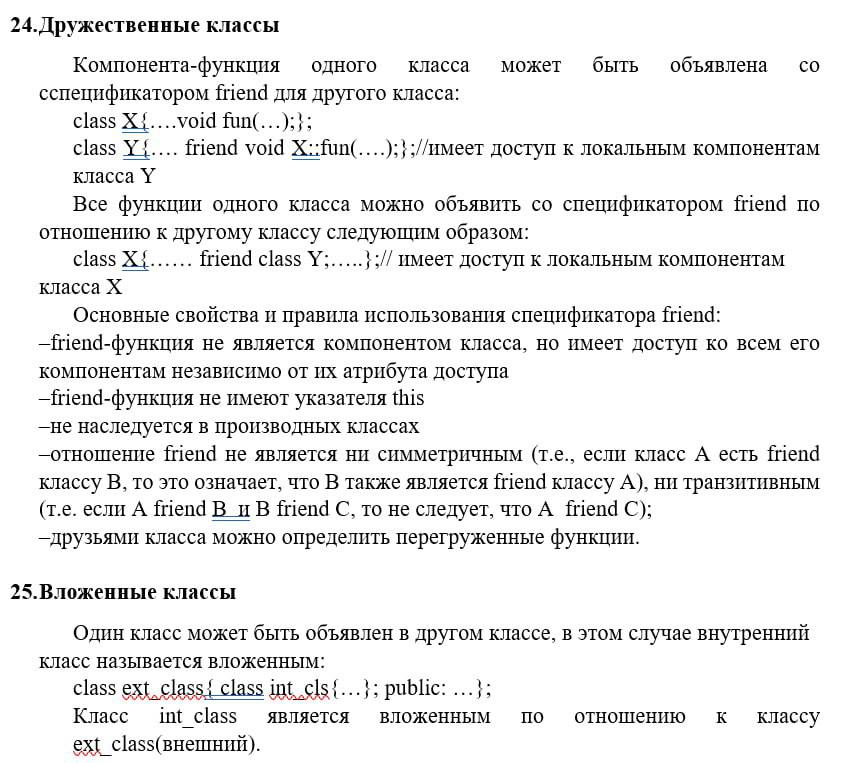 24.Дружественные классы
Компонента-функция одного класса может быть объявлена со
сспецификатором friend для другого класса:
class X{….void fun(…);};
class Y{…. friend void X::fun(….);};//имеет доступ к локальным компонентам
класса Y
Все функции одного класса можно объявить со спецификатором friend по
отношению к другому классу следующим образом:
class X{…… friend class Y;…..};// имеет доступ к локальным компонентам
класса X
Основные свойства и правила использования спецификатора friend:
–friend-функция не является компонентом класса, но имеет доступ ко всем его
компонентам независимо от их атрибута доступа
–friend-функция не имеют указателя this
–не наследуется в производных классах
–отношение friend не является ни симметричным (т.е., если класс А есть friend
классу В, то это означает, что В также является friend классу А), ни транзитивным
(т.е. если A friend B  и B friend C, то не следует, что A  friend C);
–друзьями класса можно определить перегруженные функции.
25.Вложенные классы
Один класс может быть объявлен в другом классе, в этом случае внутренний
класс называется вложенным:
class ext_class{ class int_cls{…}; public: …};
Класс int_class является вложенным по отношению к классу
ext_class(внешний).